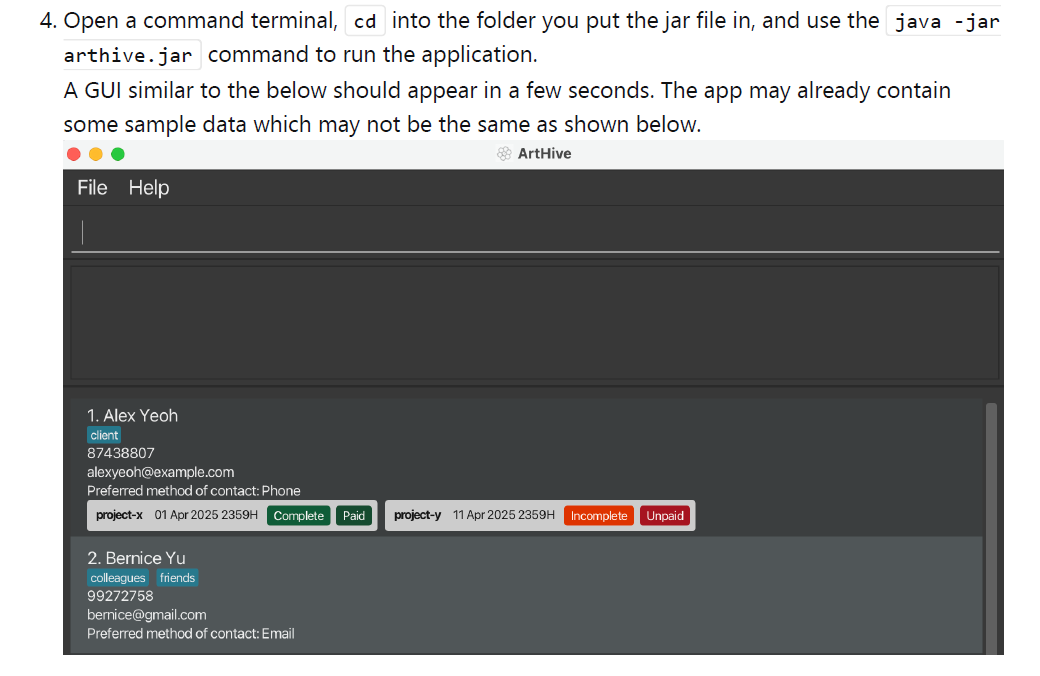 4. Open a command terminal, cd into the folder you put the jar file in, and use the java -jar
arthive.jar command to run the application.
A GUI similar to the below should appear in a few seconds. The app may already contain
some sample data which may not be the same as shown below.
ArtHive
File Help
1. Alex Yeoh
client
87438807
alexyeoh@example.com
Preferred method of contact: Phone
project-x 01 Apr 2025 2359H Complete Paid project-y 11 Apr 2025 2359H Incomplete Unpaid
2. Bernice Yu
colleagues friends
99272758
bernice@gmail.com
Preferred method of contact: Email